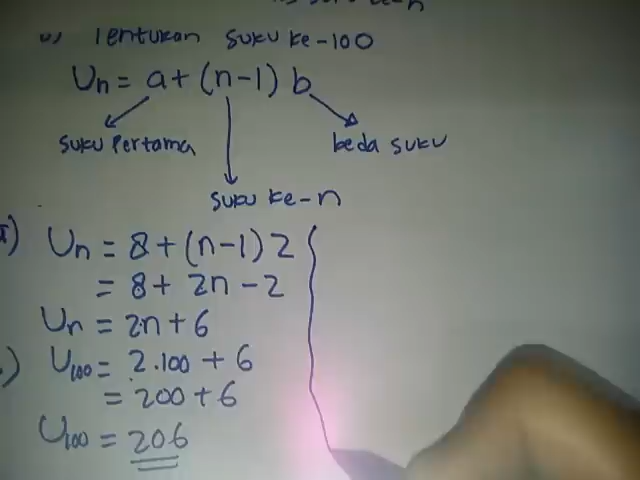 Tentukan suku ke-100
Un = a + (n-1) b
suku pertama
beda suku
suku ke-n
Un = 8 + (n-1) 2
= 8 + 2n - 2
Un = 2n + 6
U100 = 2.100 + 6
= 200 + 6
U100 = 206